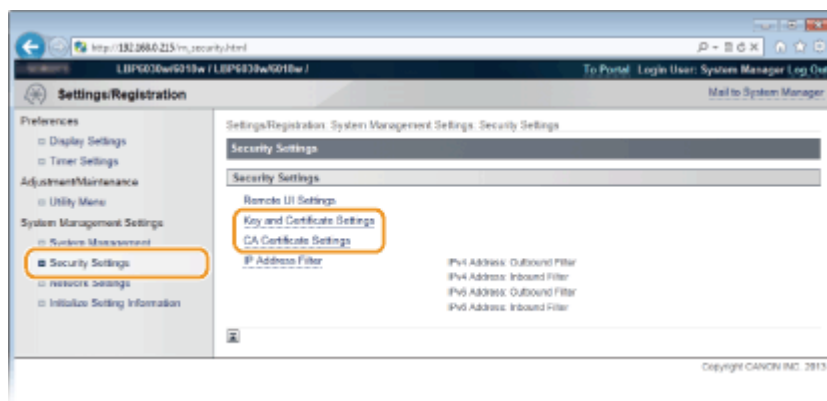 http://192.168.0.215/m_security.html
LBP6030w/6018w / LBP6030w/6018w /
To Portal Login User: System Manager Log Out
Settings/Registration
Mail to System Manager
Preferences
Display Settings
Timer Settings
Adjustment/Maintenance
Utility Menu
System Management Settings
System Management
Security Settings
Network Settings
Initialize Setting Information
Settings/Registration: System Management Settings: Security Settings
Security Settings
Security Settings
Remote UI Settings
Key and Certificate Settings
CA Certificate Settings
IP Address Filter
IPv4 Address: Outbound Filter
IPv4 Address: Inbound Filter
IPv6 Address: Outbound Filter
IPv6 Address: Inbound Filter
Copyright CANON INC. 2013